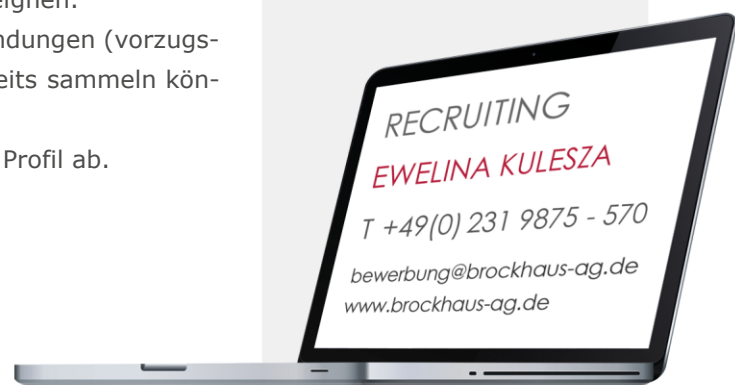 ndungen (vorzugs-
eits sammeln kön-
Profil ab.
RECRUITING
EWELINA KULESZA
T +49(0) 231 9875 - 570
bewerbung@brockhaus-ag.de
www.brockhaus-ag.de